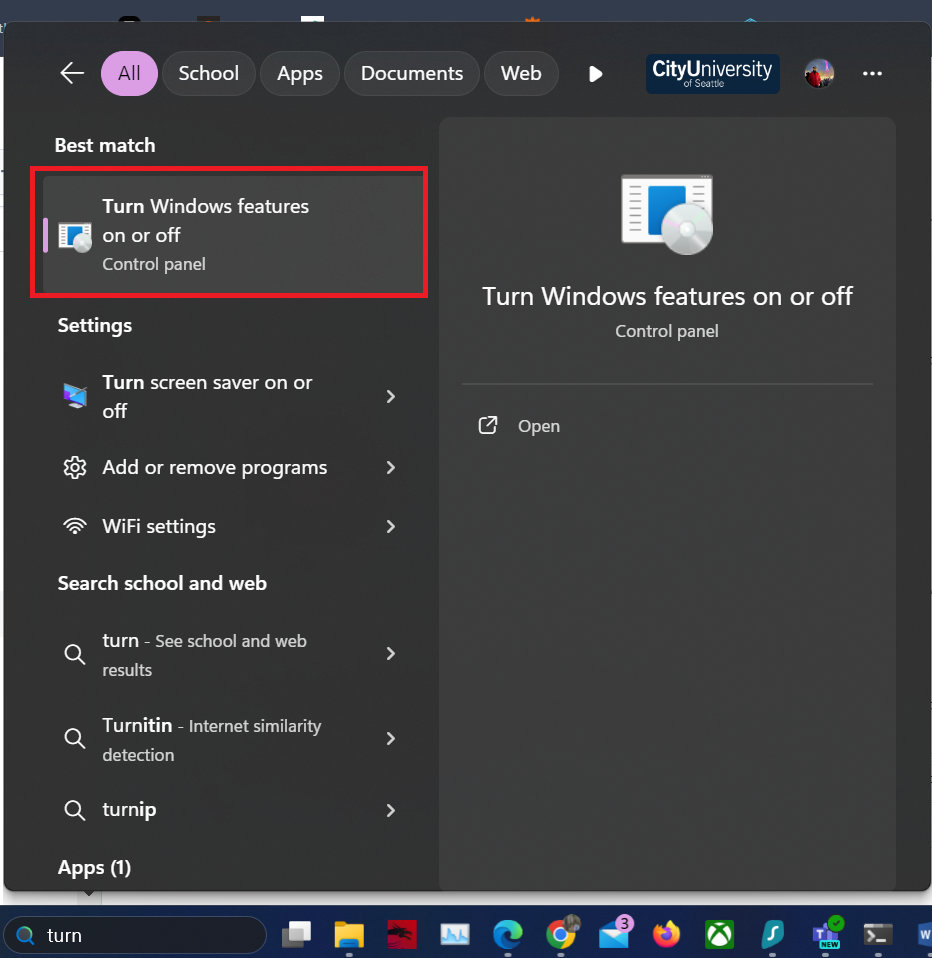 All
School
Apps
Documents
Web
CityUniversity
of Seattle
Best match
Turn Windows features
on or off
Control panel
Settings
Turn screen saver on or
off
Add or remove programs
WiFi settings
Search school and web
turn - See school and web
results
Turnitin - Internet similarity
detection
turnip
Apps (1)
Turn Windows features on or off
Control panel
Open
turn
3
T
NEW
W